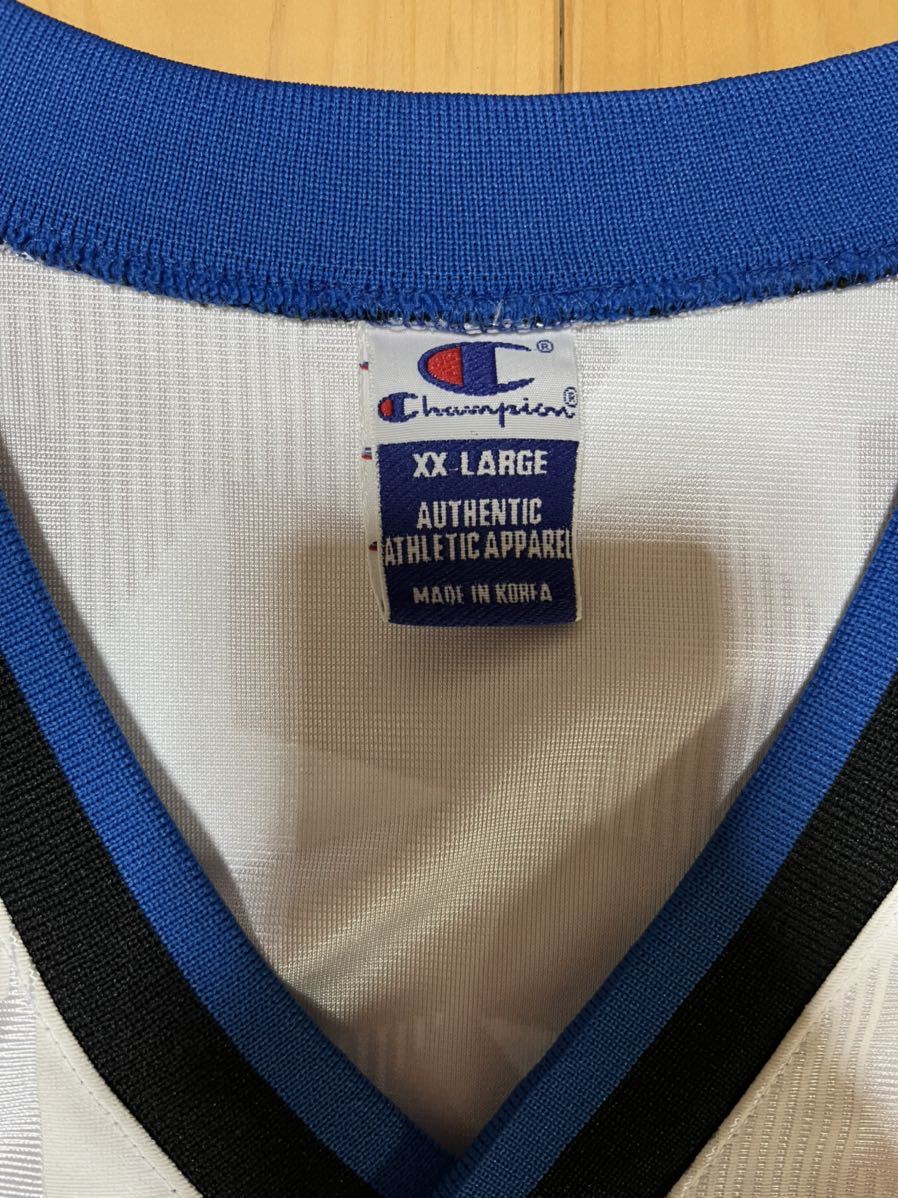 ®
Champion®
XX-LARGE
AUTHENTIC
ATHLETIC APPAREL
MADE IN KOREA